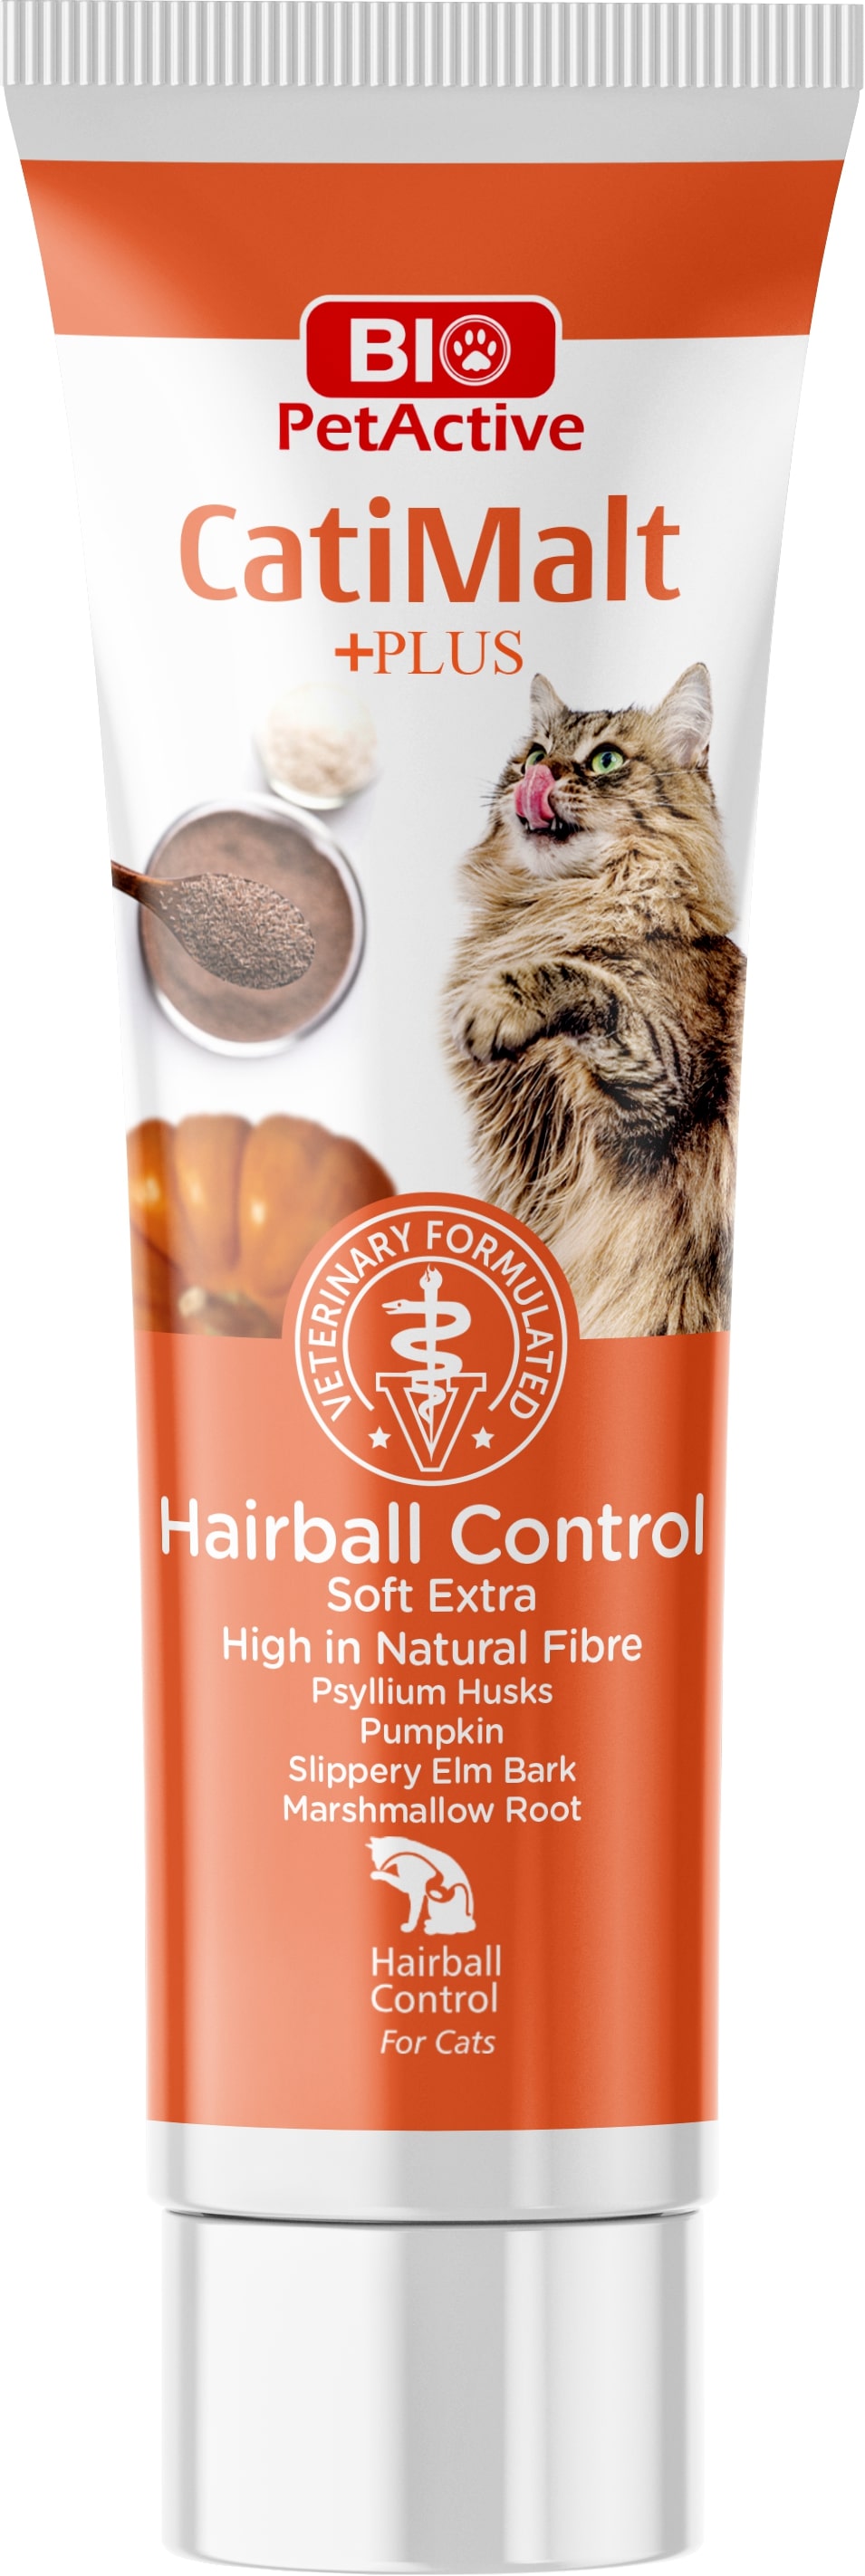 BIO
PetActive
CatiMalt
+PLUS
VETERINARY FORMULATED
V
Hairball Control
Soft Extra
High in Natural Fibre
Psyllium Husks
Pumpkin
Slippery Elm Bark
Marshmallow Root
Hairball
Control
For Cats